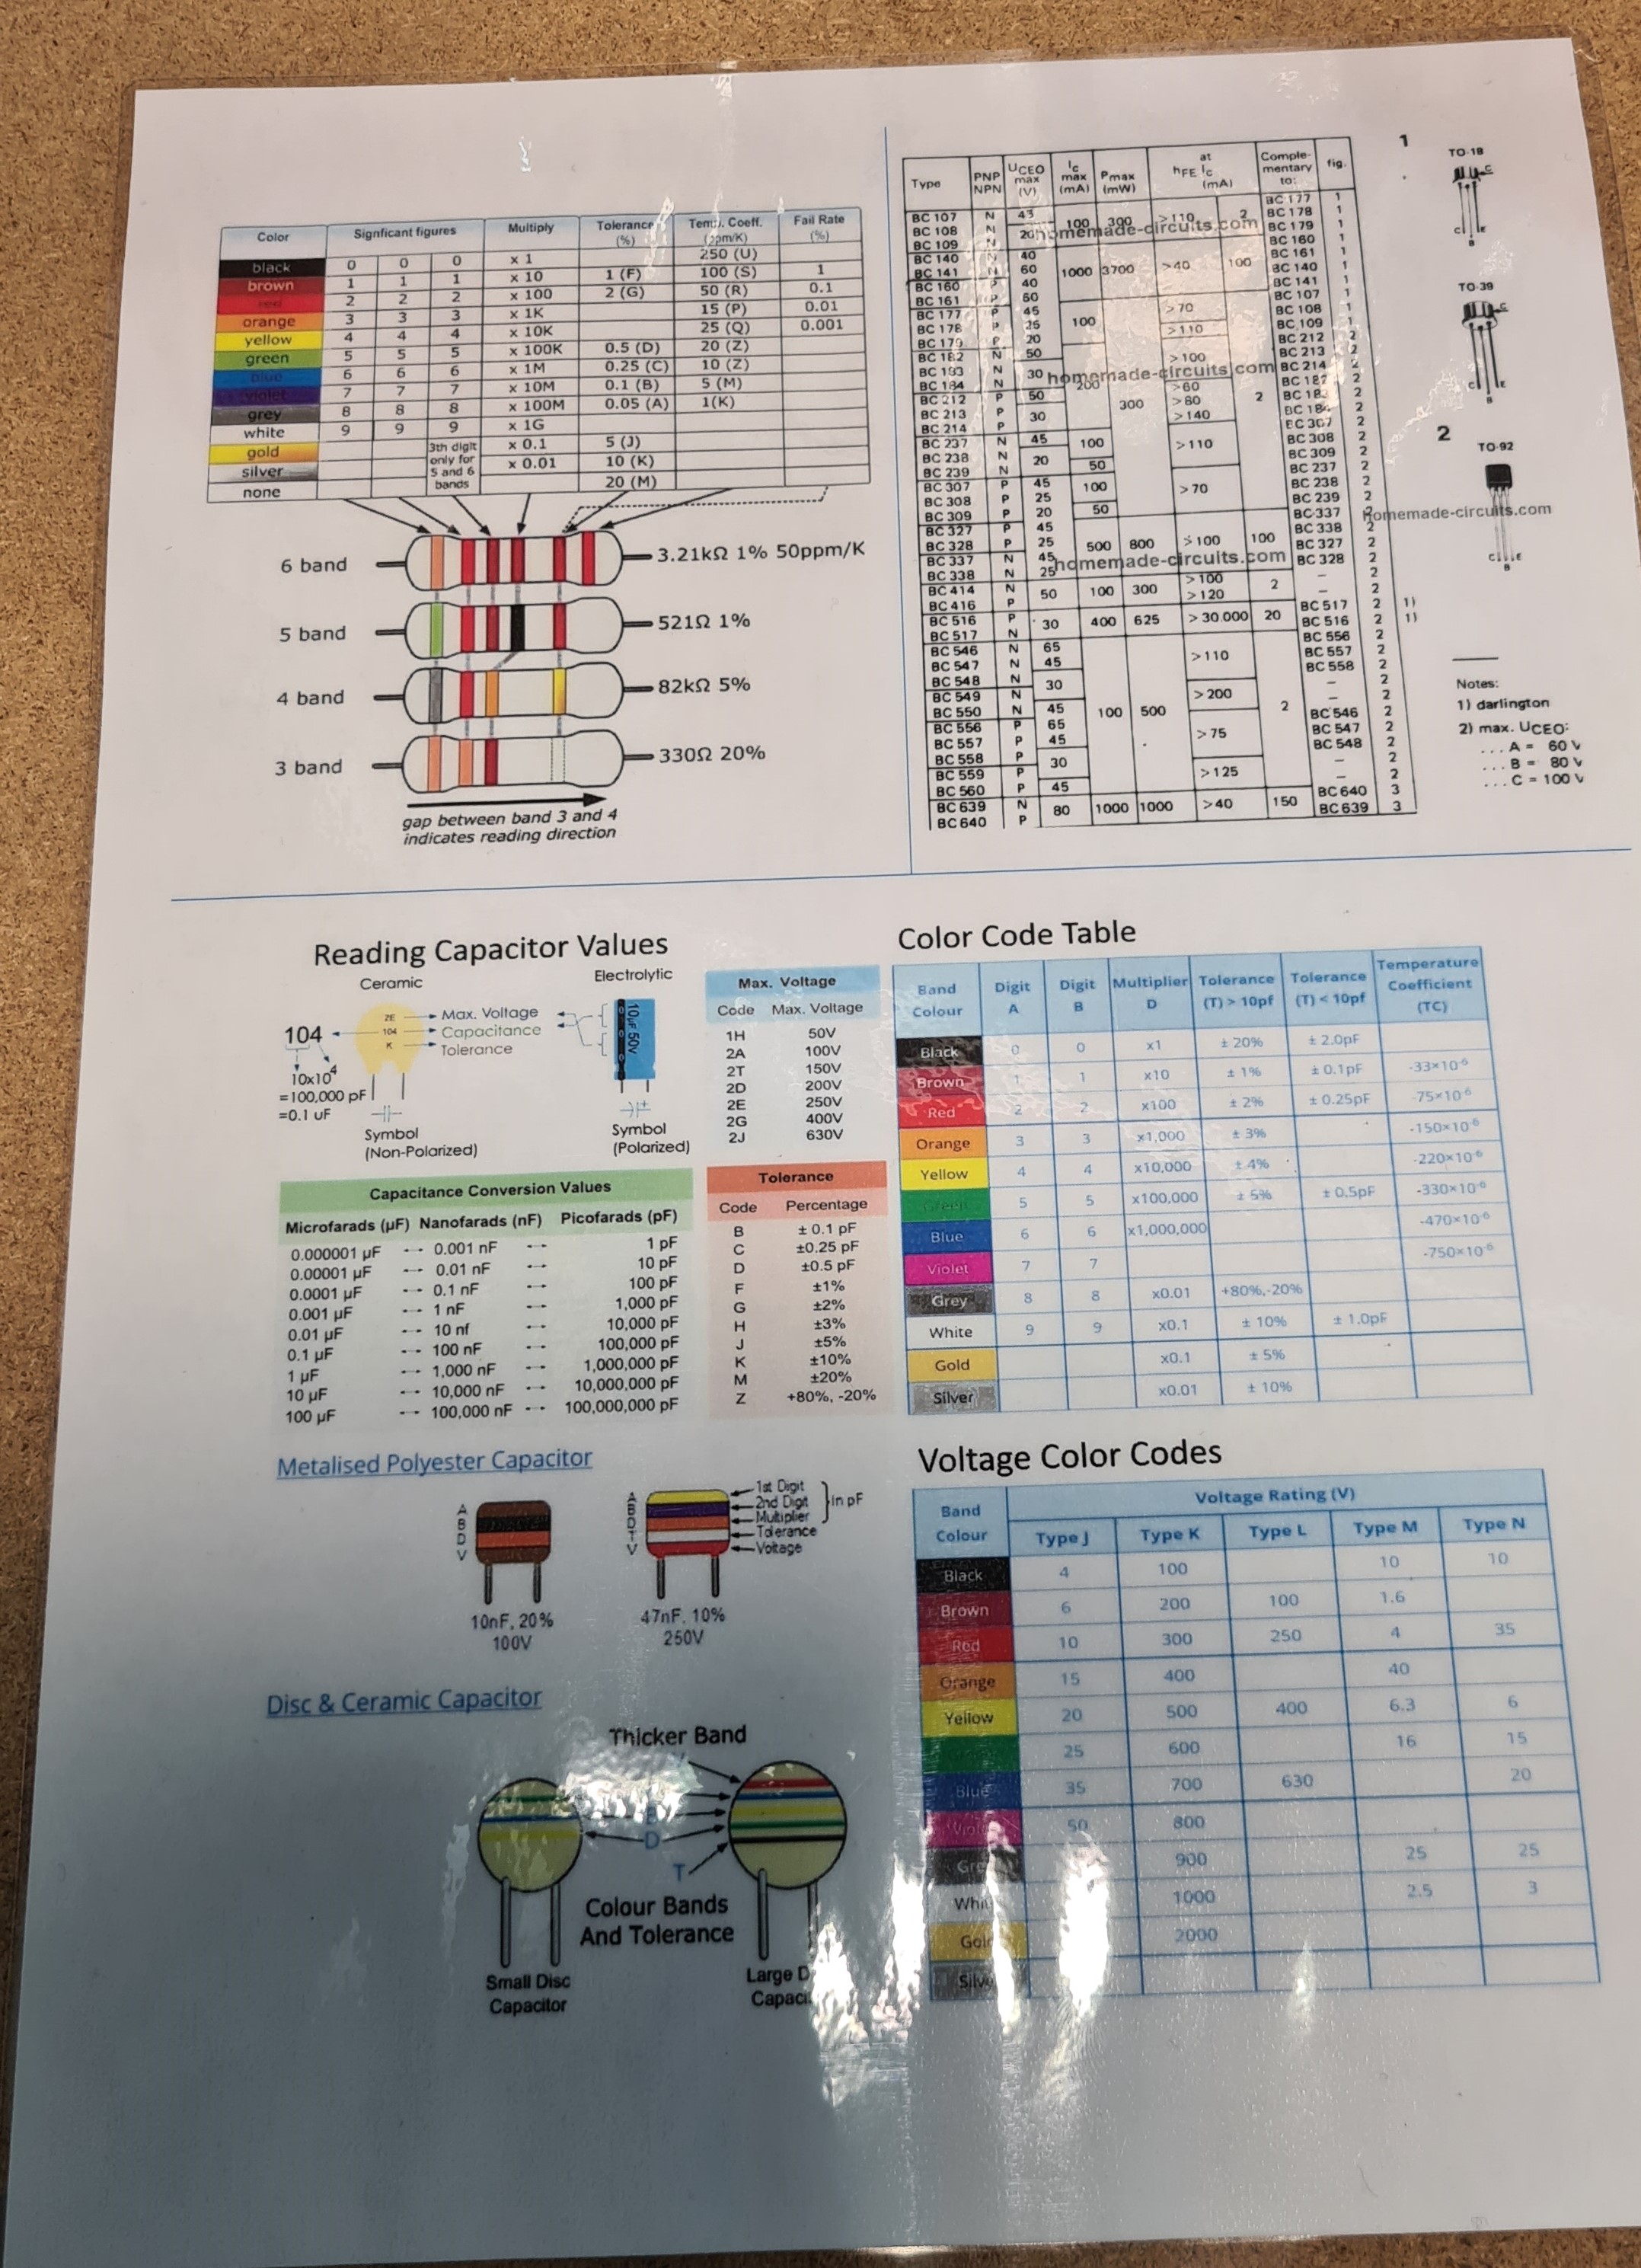 Color Signficant figures Multiply Tolerance (%) Temp. Coeff. (ppm/K) Fail Rate (%)
black 0 0 0 x 1 250 (U)
brown 1 1 1 x 10 1 (F) 100 (S) 1
red 2 2 2 x 100 2 (G) 50 (R) 0.1
orange 3 3 3 x 1K 15 (P) 0.01
yellow 4 4 4 x 10K 25 (Q) 0.001
green 5 5 5 x 100K 0.5 (D) 20 (Z)
blue 6 6 6 x 1M 0.25 (C) 10 (Z)
violet 7 7 7 x 10M 0.1 (B) 5 (M)
grey 8 8 8 x 100M 0.05 (A) 1(K)
white 9 9 9 x 1G
gold x 0.1 5 (J)
silver x 0.01 10 (K)
none 20 (M)
3th digit
only for
5 and 6
bands
6 band 3.21kΩ 1% 50ppm/K
5 band 521Ω 1%
4 band 82kΩ 5%
3 band 330Ω 20%
gap between band 3 and 4
indicates reading direction
Type PNP NPN UCEO max (V) Ic max (mA) Pmax (mW) hFE at Ic (mA) Comple-mentary to: fig.
BC 107 N 45 100 300 >110 2 BC 177 1
BC 108 N 20 BC 178 1
BC 109 N BC 179 1
BC 140 N 40 1000 3700 >40 100 BC 160 1
BC 141 N 60 BC 161 1
BC 160 P 40 BC 140 1
BC 161 P 60 BC 141 1
BC 177 P 45 100 >70 BC 107 1
BC 178 P 25 BC 108 1
BC 179 P 20 >110 BC 109 1
BC 182 N 50 200 300 >100 2 BC 212 2
BC 183 N 30 BC 213 2
BC 184 N BC 214 2
BC 212 P 50 >60 BC 182 2
BC 213 P 30 >80 BC 183 2
BC 214 P >140 BC 184 2
BC 237 N 45 100 >110 BC 307 2
BC 238 N 20 BC 308 2
BC 239 N 50 BC 309 2
BC 307 P 45 100 >70 BC 237 2
BC 308 P 25 BC 238 2
BC 309 P 20 50 BC 239 2
BC 327 P 45 500 800 100 100 BC 337 2
BC 328 P 25 BC 338 2
BC 337 N 45 BC 327 2
BC 338 N 25 BC 328 2
BC 414 N 50 100 300 >100 2 – 2
BC 416 P >120 – 2
BC 516 P 30 400 625 >30.000 20 BC 517 2 1)
BC 517 N BC 516 2 1)
BC 546 N 65 100 500 >110 2 BC 556 2
BC 547 N 45 BC 557 2
BC 548 N 30 BC 558 2
BC 549 N >200 – 2
BC 550 N 45 – 2
BC 556 P 65 >75 BC 546 2
BC 557 P 45 BC 547 2
BC 558 P 30 BC 548 2
BC 559 P >125 – 2
BC 560 P 45 – 2
BC 639 N 80 1000 1000 >40 150 BC 640 3
BC 640 P BC 639 3
homemade-circuits.com
homemade-circuits.com
homemade-circuits.com
homemade-circuits.com
1
TO-18
C
C E
B
TO-39
C
C E
B
2
TO-92
C E
B
Notes:
1) darlington
2) max. UCEO:
... A = 60 V
... B = 80 V
... C = 100 V
Reading Capacitor Values
Ceramic
Electrolytic
104
2E
104
K
Max. Voltage
Capacitance
Tolerance
10µF 50V
10x10⁴
=100,000 pF
=0.1 uF
Symbol
(Non-Polarized)
Symbol
(Polarized)
Max. Voltage
Code Max. Voltage
1H 50V
2A 100V
2T 150V
2D 200V
2E 250V
2G 400V
2J 630V
Capacitance Conversion Values
Microfarads (µF) Nanofarads (nF) Picofarads (pF)
0.000001 µF 0.001 nF 1 pF
0.00001 µF 0.01 nF 10 pF
0.0001 µF 0.1 nF 100 pF
0.001 µF 1 nF 1,000 pF
0.01 µF 10 nf 10,000 pF
0.1 µF 100 nF 100,000 pF
1 µF 1,000 nF 1,000,000 pF
10 µF 10,000 nF 10,000,000 pF
100 µF 100,000 nF 100,000,000 pF
Tolerance
Code Percentage
B ± 0.1 pF
C ±0.25 pF
D ±0.5 pF
F ±1%
G ±2%
H ±3%
J ±5%
K ±10%
M ±20%
Z +80%, -20%
Color Code Table
Band Colour Digit A Digit B Multiplier D Tolerance (T) > 10pf Tolerance (T) < 10pf Temperature Coefficient (TC)
Black 0 0 x1 ± 20% ± 2.0pF
Brown 1 1 x10 ± 1% ± 0.1pF -33×10⁻⁶
Red 2 2 x100 ± 2% ± 0.25pF -75×10⁻⁶
Orange 3 3 x1,000 ± 3% -150×10⁻⁶
Yellow 4 4 x10,000 ± 4% -220×10⁻⁶
Green 5 5 x100,000 ± 5% ± 0.5pF -330×10⁻⁶
Blue 6 6 x1,000,000 -470×10⁻⁶
Violet 7 7 -750×10⁻⁶
Grey 8 8 x0.01 +80%,-20%
White 9 9 x0.1 ± 10% ± 1.0pF
Gold x0.1 ± 5%
Silver x0.01 ± 10%
Metalised Polyester Capacitor
A
B
D
V
10nF, 20%
100V
A
B
D
T
V
1st Digit
2nd Digit
Multiplier
in pF
Tolerance
Voltage
47nF, 10%
250V
Disc & Ceramic Capacitor
Thicker Band
B
D
T
Colour Bands
And Tolerance
Small Disc
Capacitor
Large D
Capaci
Voltage Color Codes
Band Colour Voltage Rating (V)
Type J Type K Type L Type M Type N
Black 4 100 10 10
Brown 6 200 100 1.6
Red 10 300 250 4 35
Orange 15 400 40
Yellow 20 500 400 6.3 6
25 600 16 15
Blue 35 700 630 20
Violet 50 800
Gre 900 25 25
Whi 1000 2.5 3
Gold 2000
Silve